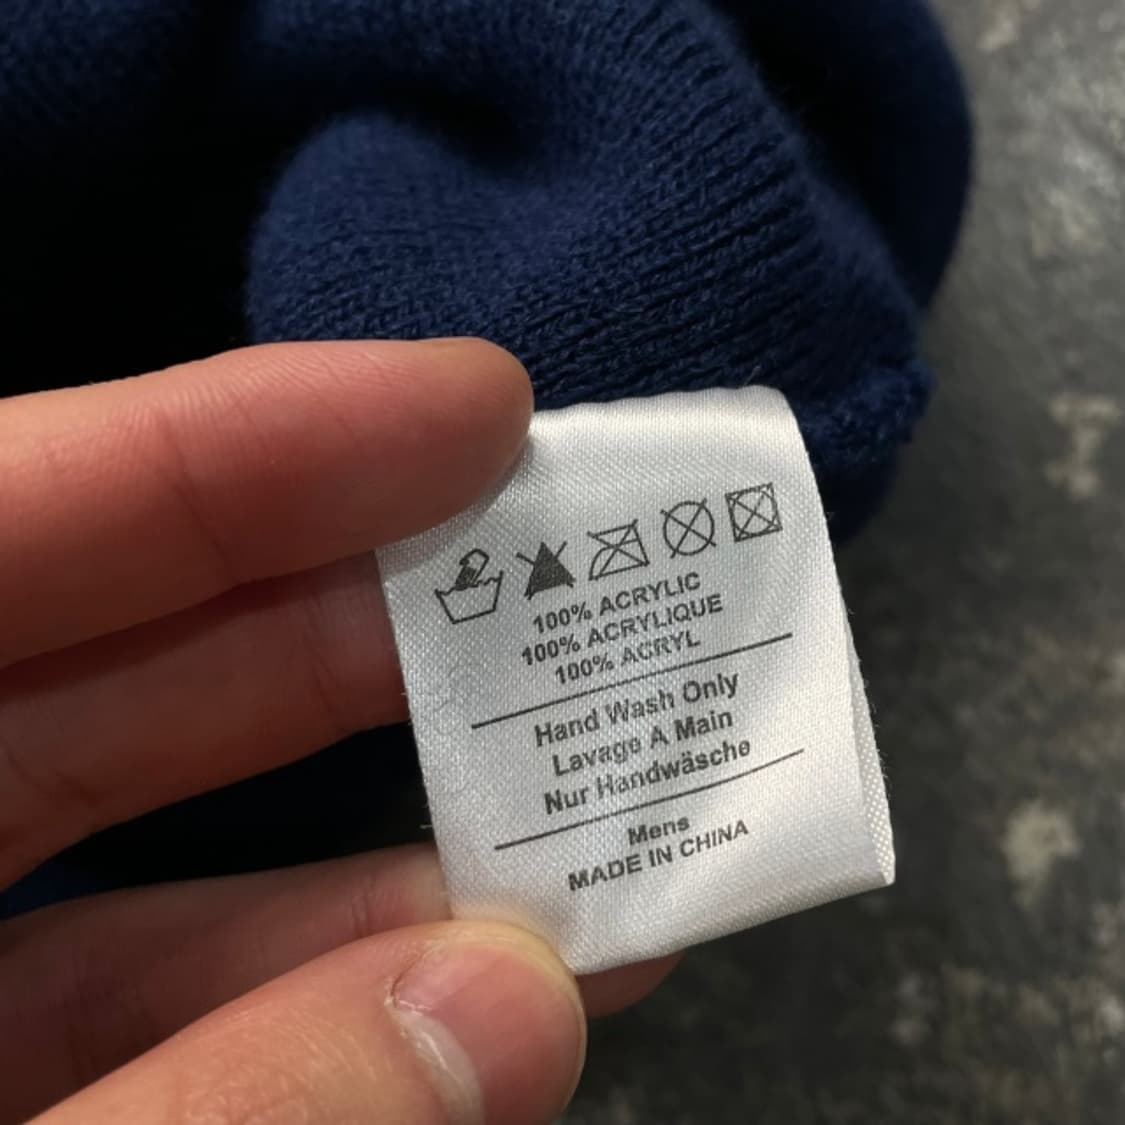 100% ACRYLIC
100% ACRYLIQUE
100% ACRYL
Hand Wash Only
Lavage A Main
Nur Handwäsche
Mens
MADE IN CHINA